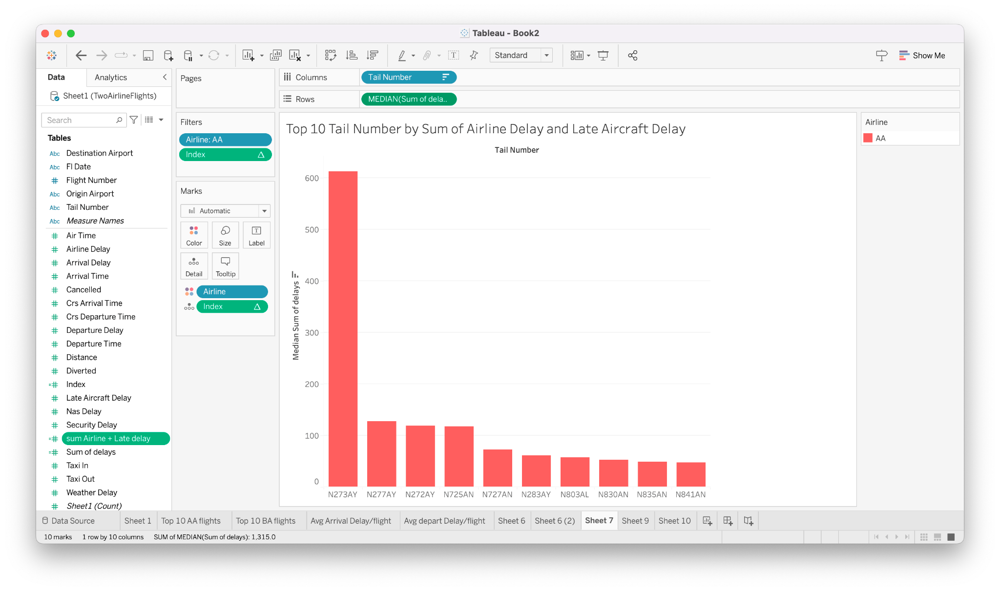 Tableau - Book2
Standard
Show Me
Data
Analytics
Pages
Columns
Tail Number
Sheet1 (TwoAirlineFlights)
Rows
MEDIAN(Sum of dela..
Search
Filters
Airline: AA
Index
Tables
Abc Destination Airport
Abc Fl Date
# Flight Number
Abc Origin Airport
Abc Tail Number
Abc Measure Names
# Air Time
# Airline Delay
# Arrival Delay
# Arrival Time
# Cancelled
# Crs Arrival Time
# Crs Departure Time
# Departure Delay
# Departure Time
# Distance
# Diverted
=# Index
# Late Aircraft Delay
# Nas Delay
# Security Delay
=# sum Airline + Late delay
=# Sum of delays
# Taxi In
# Taxi Out
# Weather Delay
# Sheet1 (Count)
Marks
Automatic
Color
Size
Label
Detail
Tooltip
Airline
Index
Top 10 Tail Number by Sum of Airline Delay and Late Aircraft Delay
Tail Number
Median Sum of delays
600
500
400
300
200
100
0
N273AY N277AY N272AY N725AN N727AN N283AY N803AL N830AN N835AN N841AN
Airline
AA
Data Source
Sheet 1
Top 10 AA flights
Top 10 BA flights
Avg Arrival Delay/flight
Avg depart Delay/flight
Sheet 6
Sheet 6 (2)
Sheet 7
Sheet 9
Sheet 10
10 marks
1 row by 10 columns
SUM of MEDIAN(Sum of delays): 1,315.0